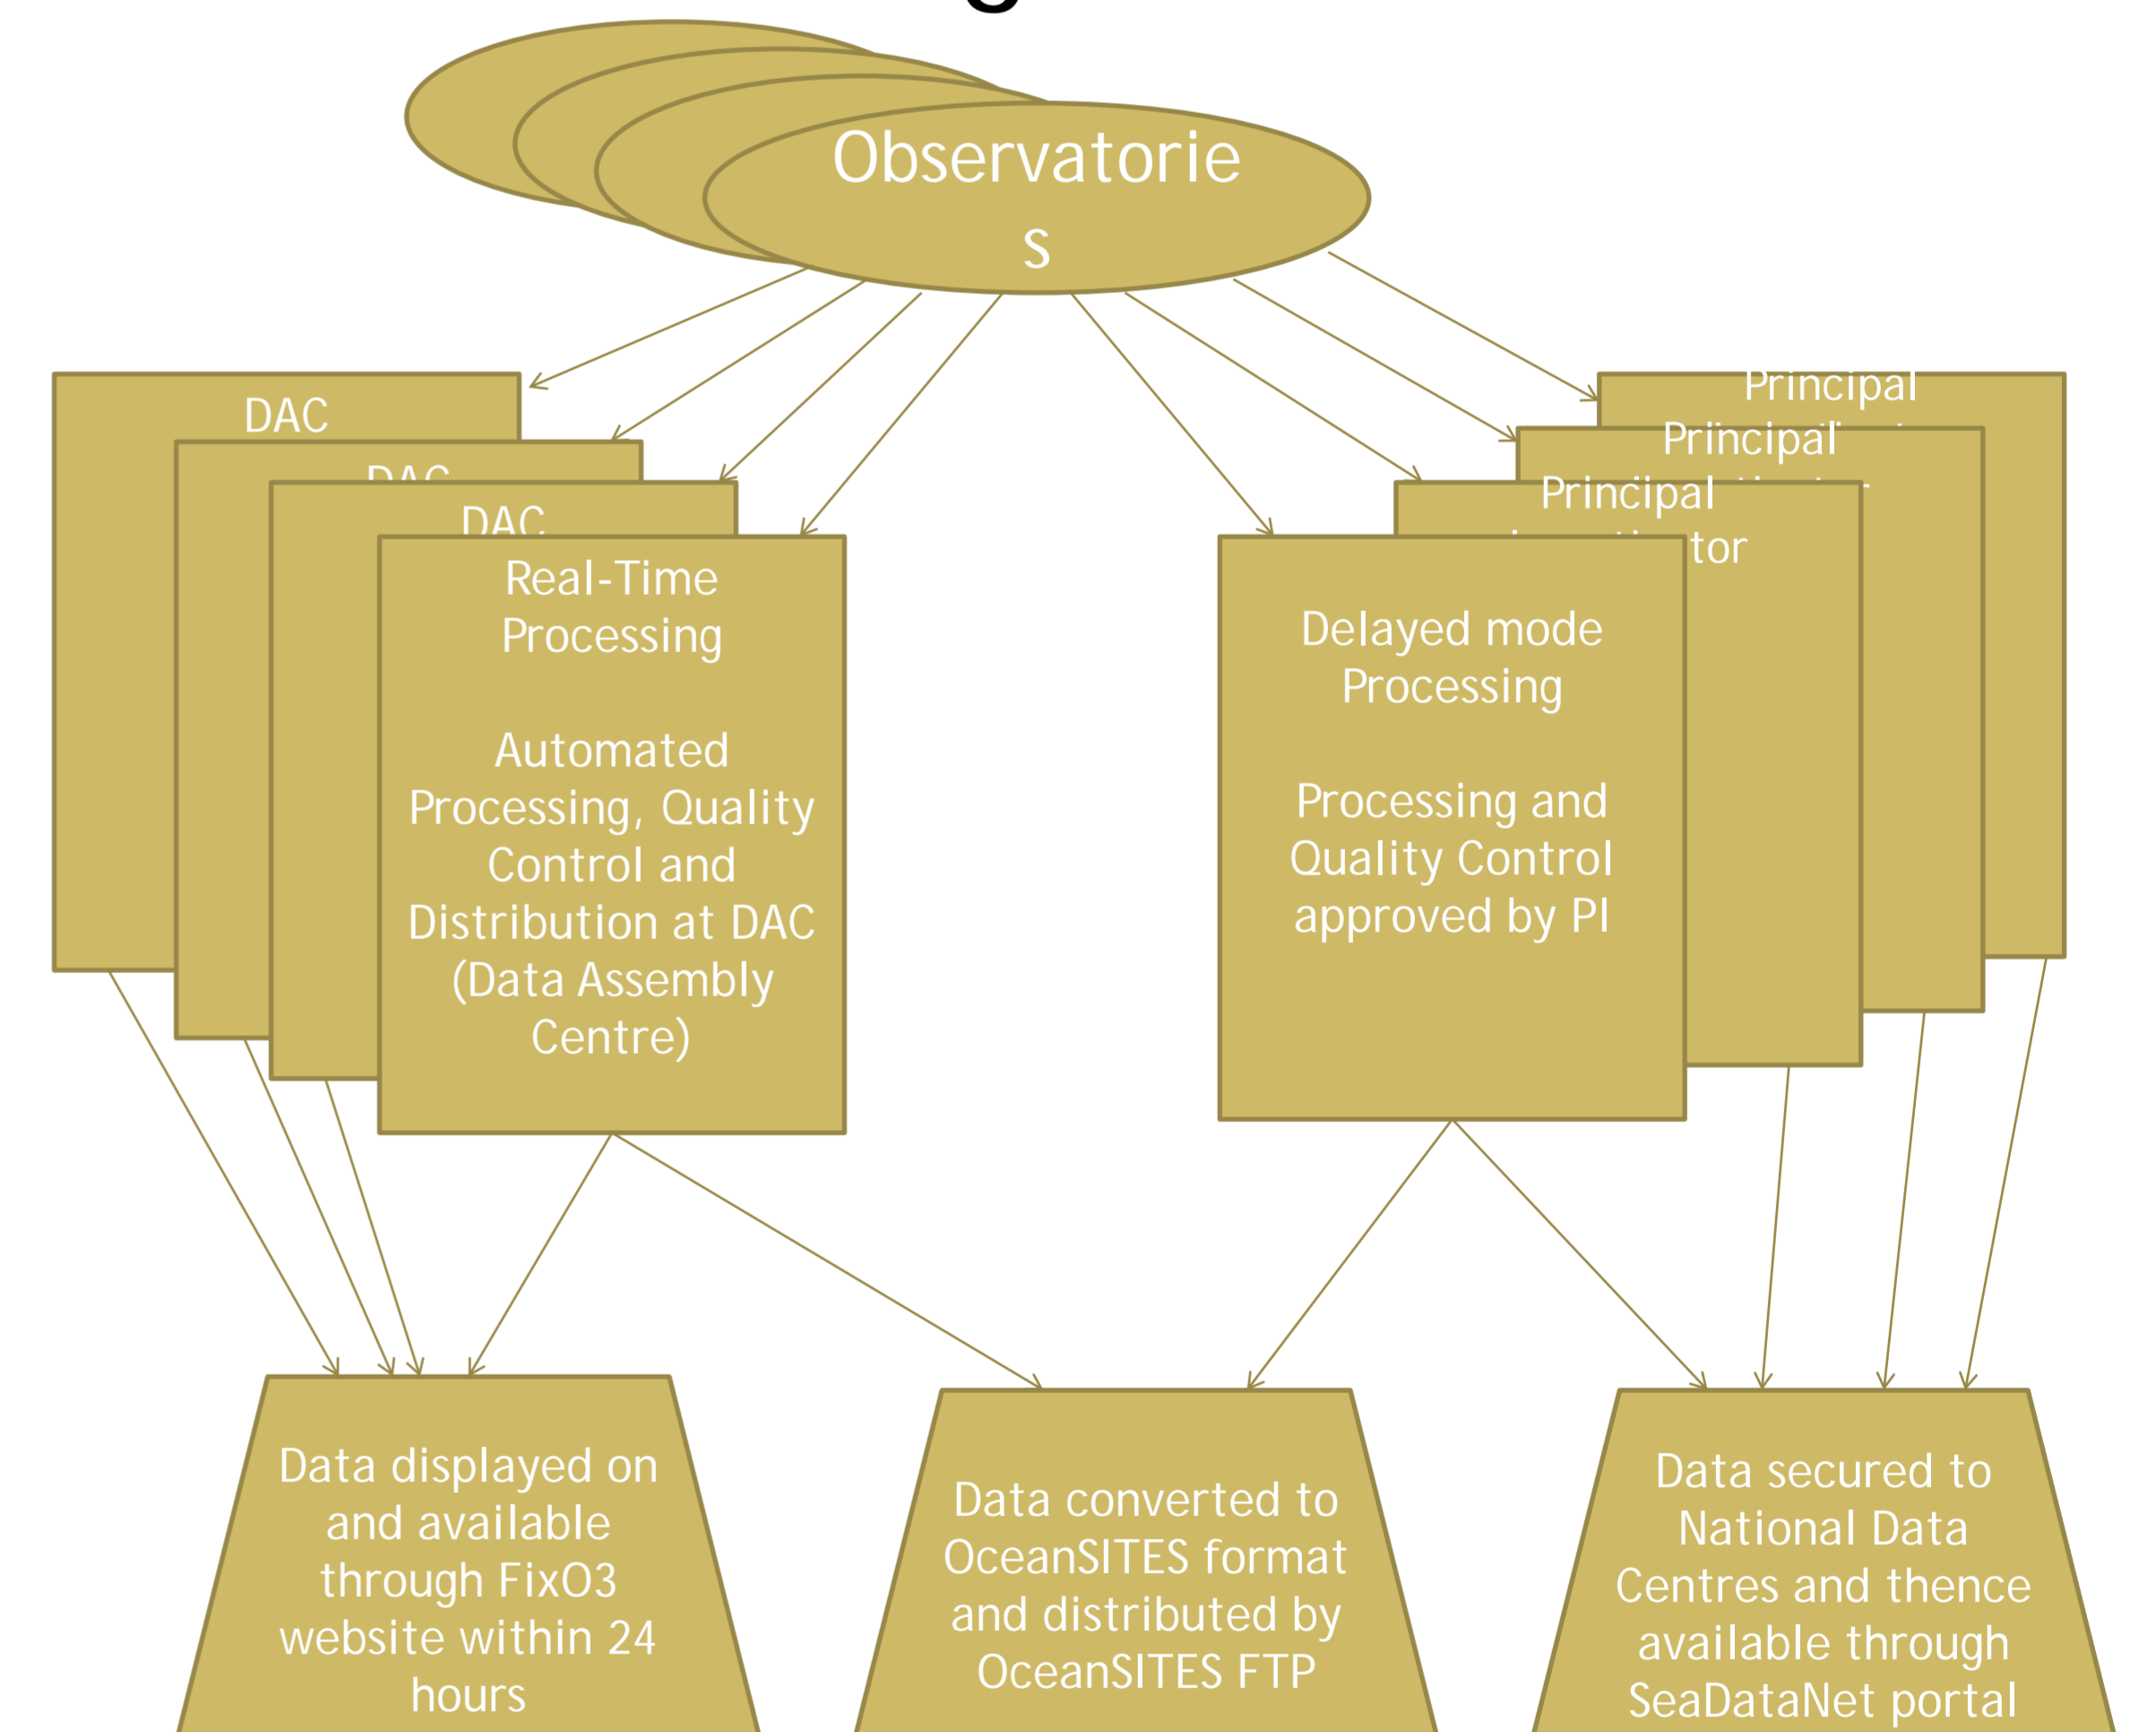 Observatorie
s
DAC
DAC
DAC
Real-Time
Processing
Automated
Processing, Quality
Control and
Distribution at DAC
(Data Assembly
Centre)
Principal
Principal
Principal
tor
Delayed mode
Processing
Processing and
Quality Control
approved by PI
Data displayed on
and available
through FixO3
website within 24
hours
Data converted to
OceanSITES format
and distributed by
OceanSITES FTP
Data secured to
National Data
Centres and thence
available through
SeaDataNet portal